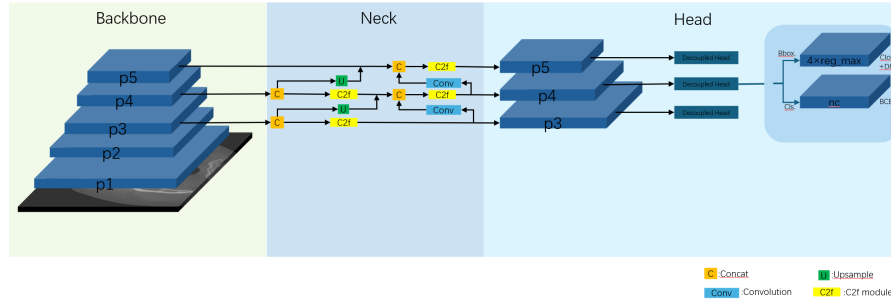 Backbone
Neck
Head
p5
p4
p3
p2
p1
U
C C2f
U
C C2f
C C2f
Conv
C C2f
Conv
p5
p4
p3
Decoupled Head
Decoupled Head
Decoupled Head
Bbox.
Cls.
4×reg_max
nc
+D
BCE
C :Concat
U :Upsample
Conv :Convolution
C2f :C2f module